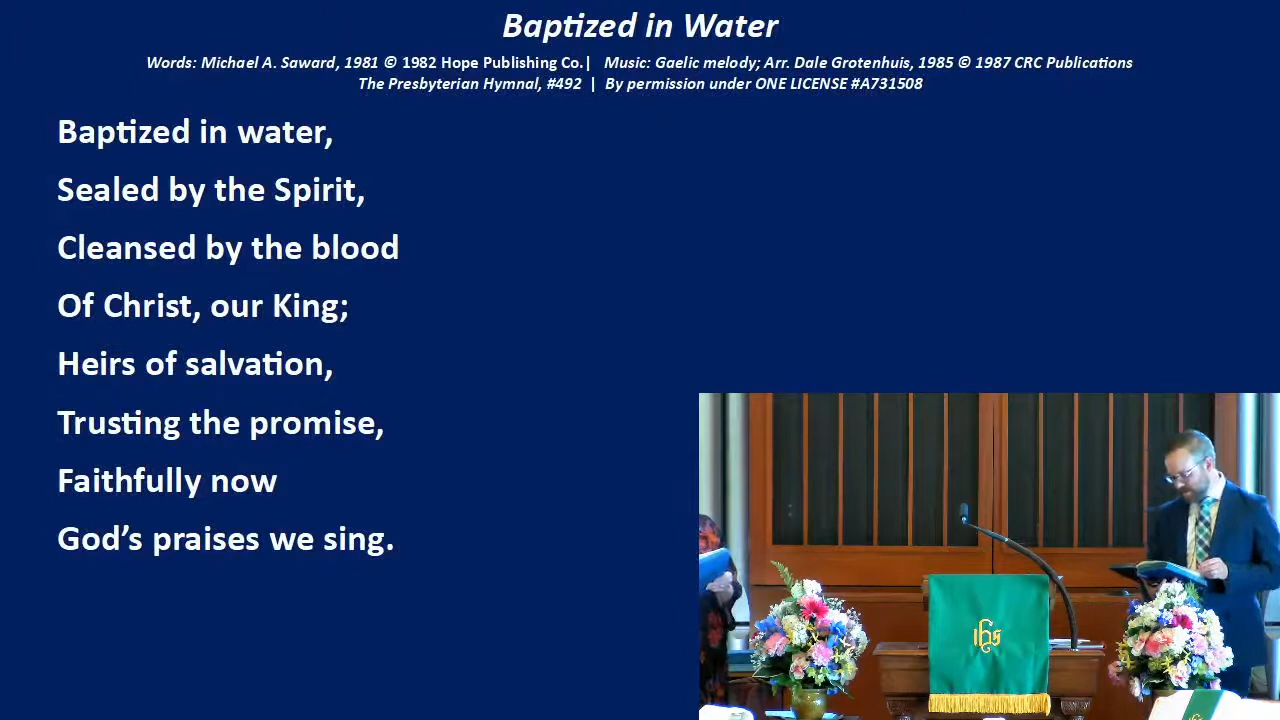 Baptized in Water
Words: Michael A. Saward, 1981 © 1982 Hope Publishing Co.| Music: Gaelic melody; Arr. Dale Grotenhuis, 1985 © 1987 CRC Publications
The Presbyterian Hymnal, #492 | By permission under ONE LICENSE #A731508
Baptized in water,
Sealed by the Spirit,
Cleansed by the blood
Of Christ, our King;
Heirs of salvation,
Trusting the promise,
Faithfully now
God’s praises we sing.
ihs